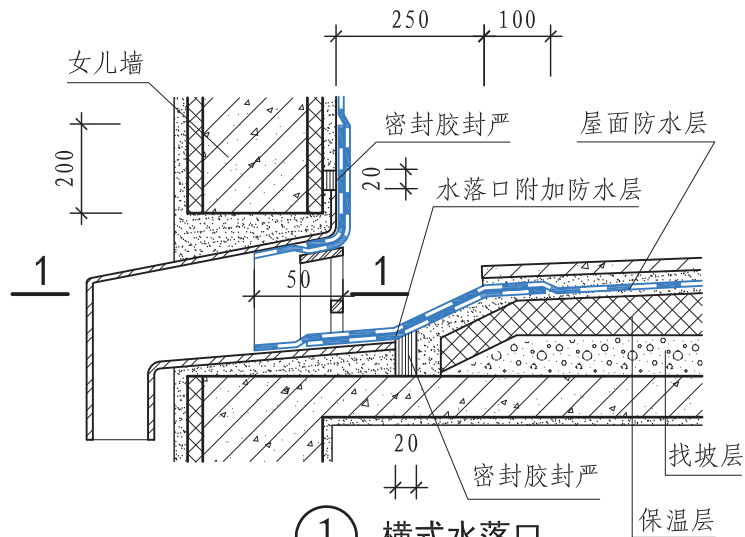 250
100
女儿墙
密封胶封严
屋面防水层
200
20
水落口附加防水层
1
50
1
20
密封胶封严
找坡层
保温层
1 横式水落口